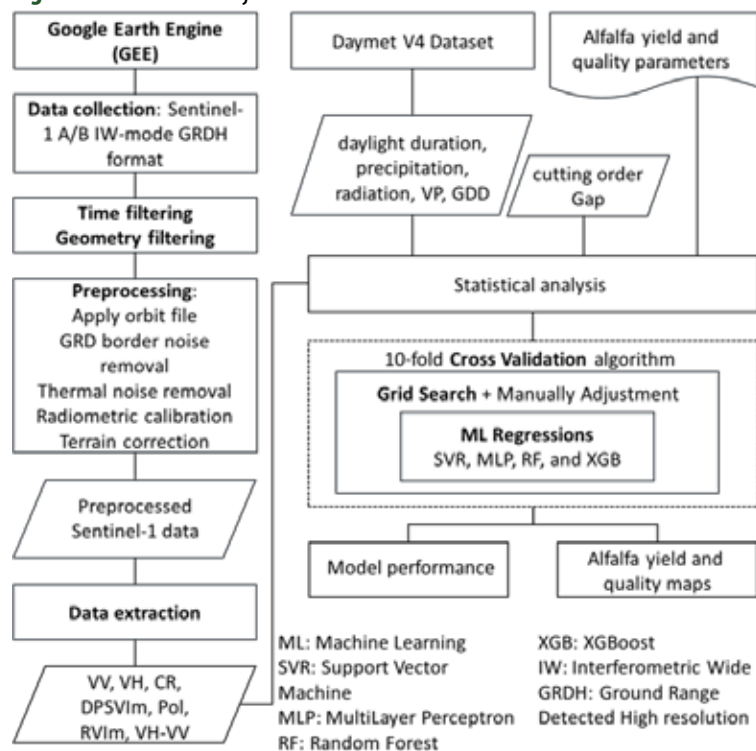 Google Earth Engine
(GEE)
Data collection: Sentinel-
1 A/B IW-mode GRDH
format
Time filtering
Geometry filtering
Preprocessing:
Apply orbit file
GRD border noise
removal
Thermal noise removal
Radiometric calibration
Terrain correction
Preprocessed
Sentinel-1 data
Data extraction
VV, VH, CR,
DPSVIm, Pol,
RVIm, VH-VV
Daymet V4 Dataset
daylight duration,
precipitation,
radiation, VP, GDD
cutting order
Gap
Alfalfa yield and
quality parameters
Statistical analysis
10-fold Cross Validation algorithm
Grid Search + Manually Adjustment
ML Regressions
SVR, MLP, RF, and XGB
Model performance
Alfalfa yield and
quality maps
ML: Machine Learning
SVR: Support Vector
Machine
MLP: MultiLayer Perceptron
RF: Random Forest
XGB: XGBoost
IW: Interferometric Wide
GRDH: Ground Range
Detected High resolution